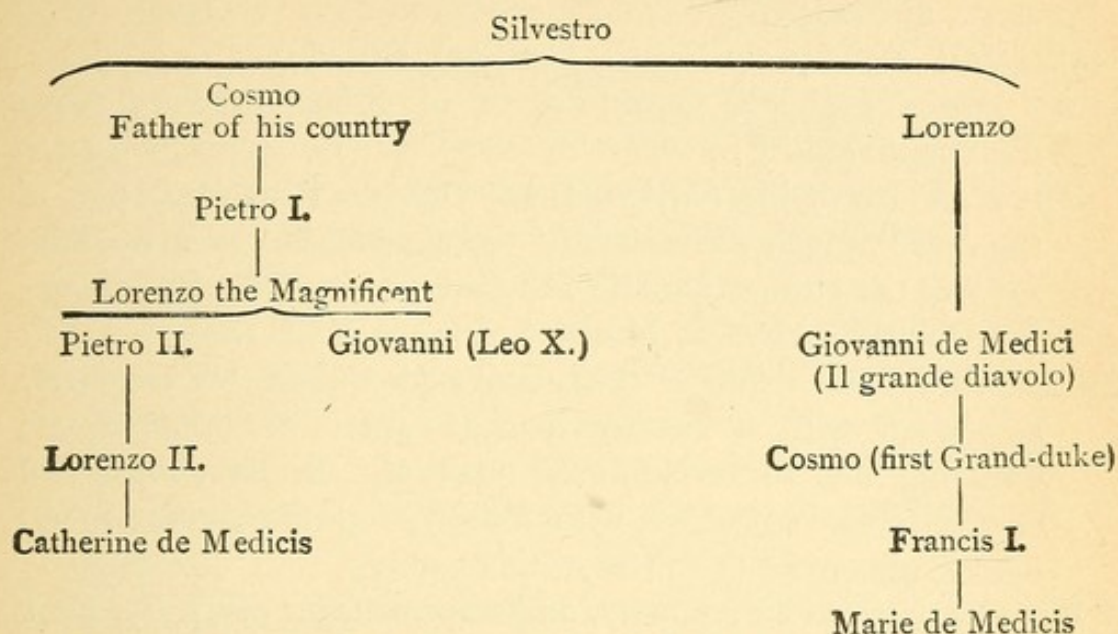 Silvestro
Cosmo
Father of his country
Lorenzo
Pietro I.
Lorenzo the Magnificent
Pietro II.
Giovanni (Leo X.)
Giovanni de Medici
(Il grande diavolo)
Lorenzo II.
Cosmo (first Grand-duke)
Catherine de Medicis
Francis I.
Marie de Medicis